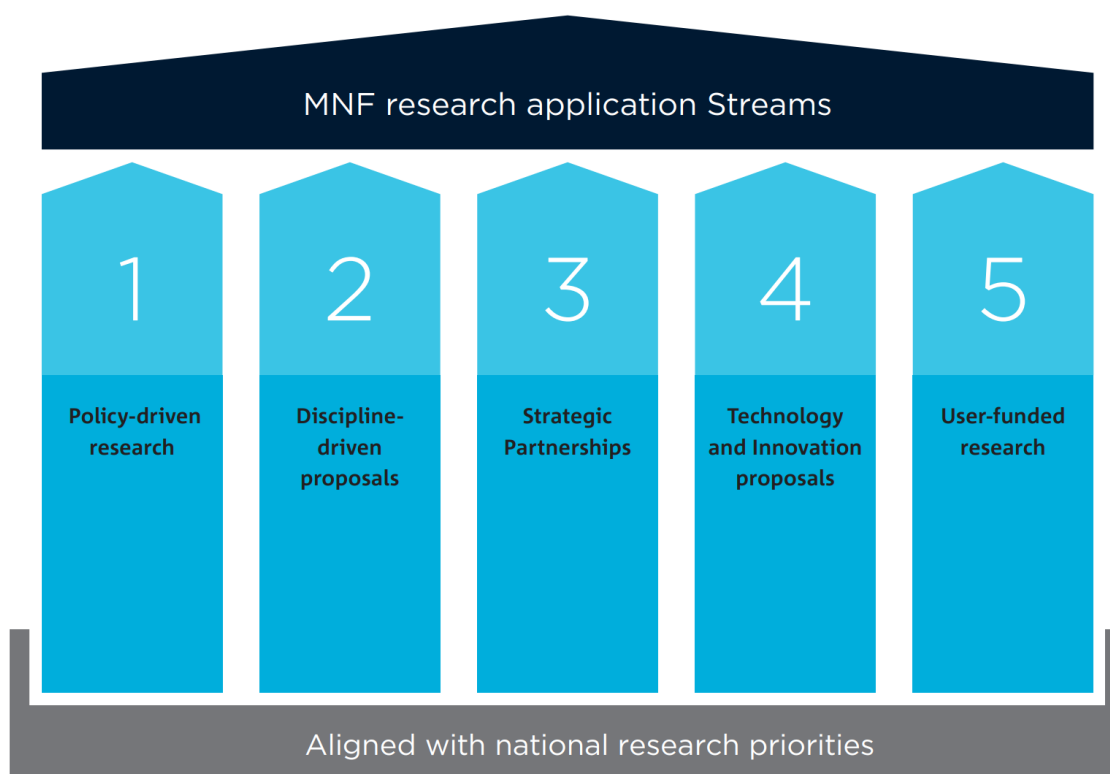 MNF research application Streams
1
Policy-driven
research
2
Discipline-
driven
proposals
3
Strategic
Partnerships
4
Technology
and Innovation
proposals
5
User-funded
research
Aligned with national research priorities